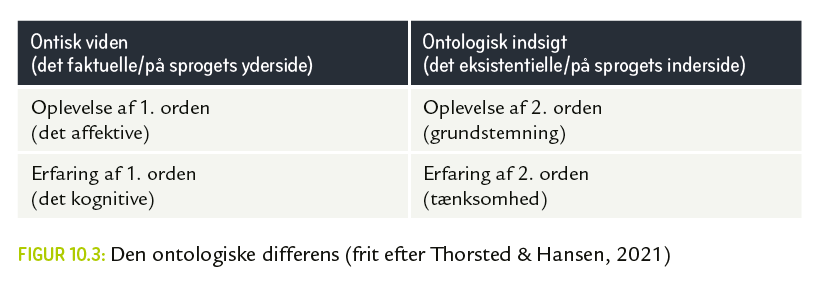 Ontisk viden
(det faktuelle/på sprogets yderside)
Ontologisk indsigt
(det eksistentielle/på sprogets inderside)
Oplevelse af 1. orden
(det affektive)
Oplevelse af 2. orden
(grundstemning)
Erfaring af 1. orden
(det kognitive)
Erfaring af 2. orden
(tænksomhed)
FIGUR 10.3: Den ontologiske differens (frit efter Thorsted & Hansen, 2021)